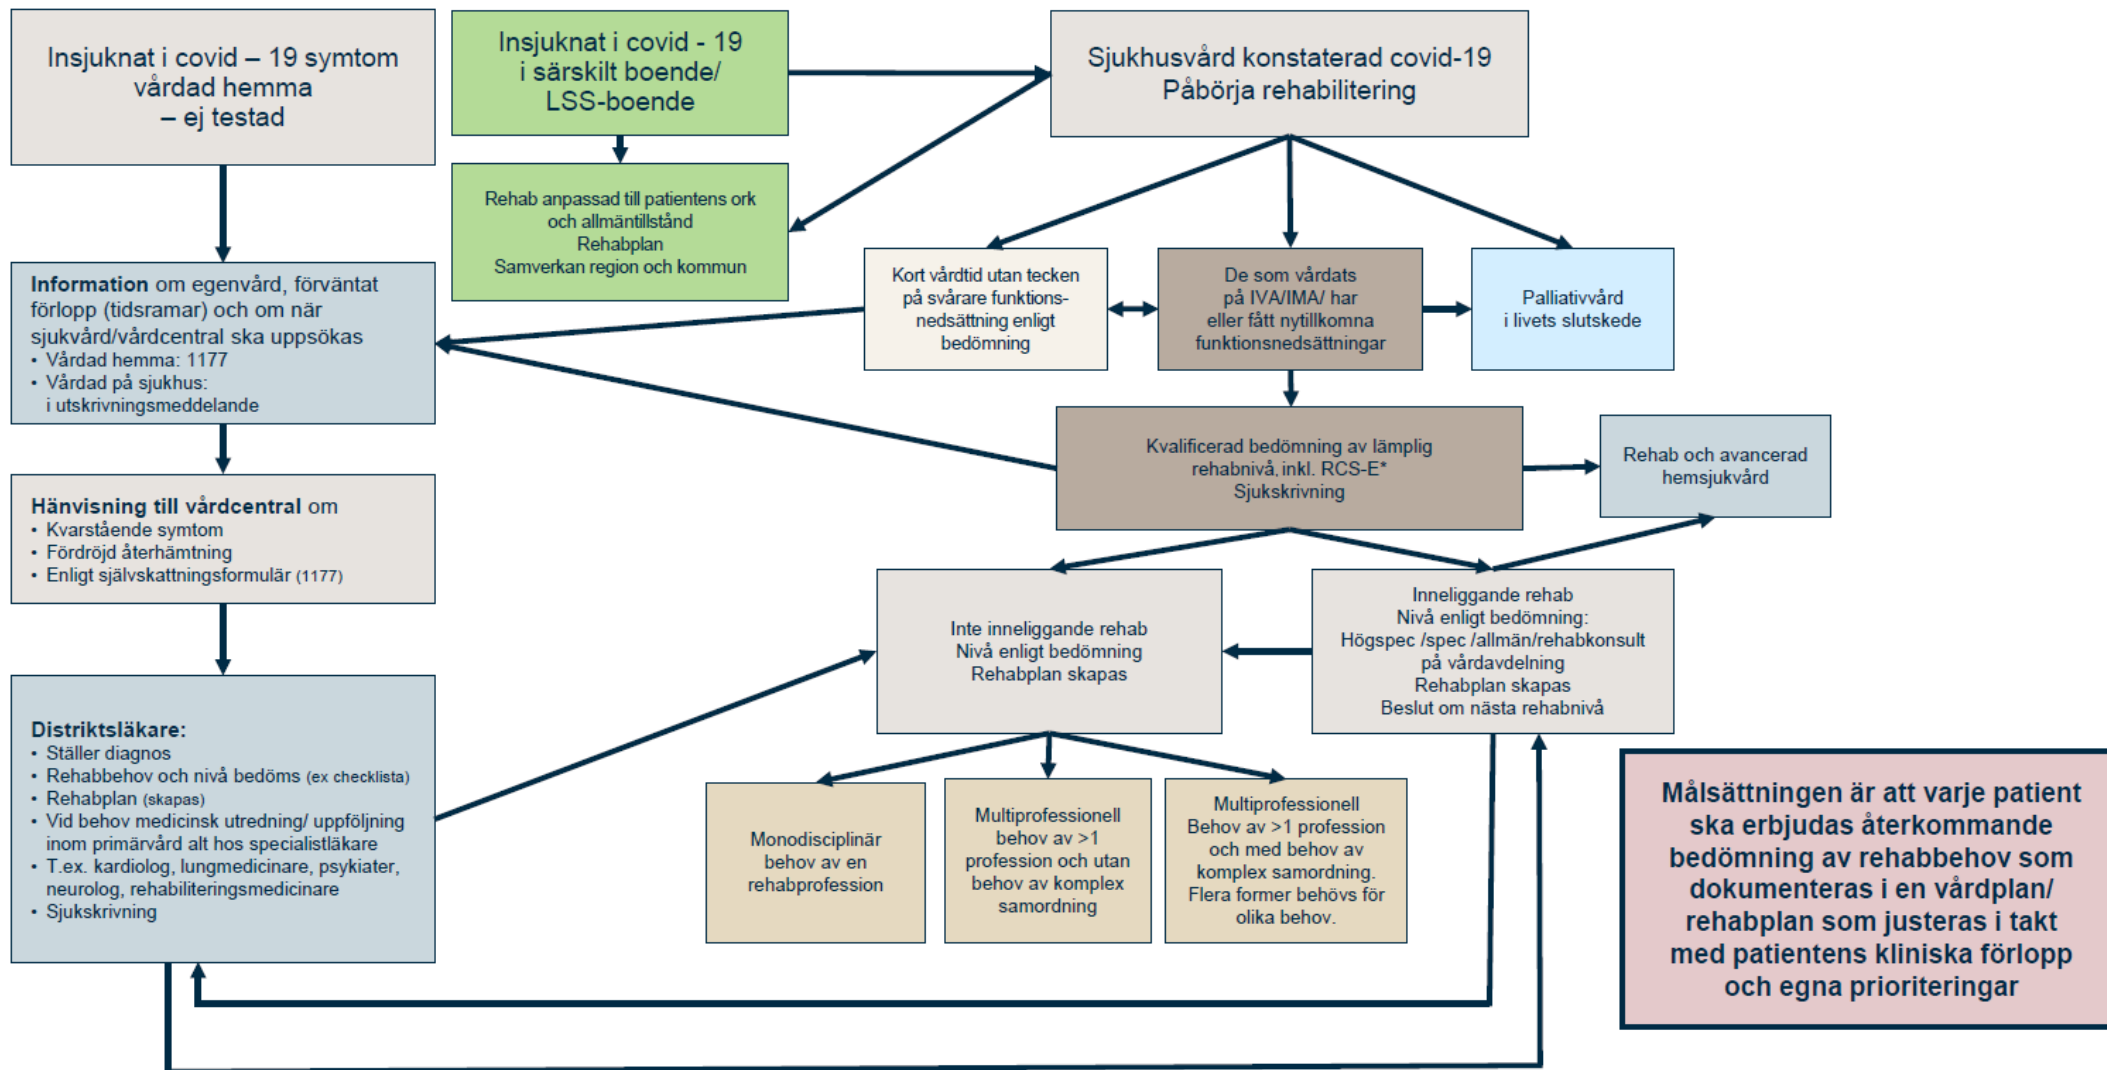 Insjuknat i covid – 19 symtom
vårdad hemma
– ej testad
Insjuknat i covid - 19
i särskilt boende/
LSS-boende
Sjukhusvård konstaterad covid-19
Påbörja rehabilitering
Rehab anpassad till patientens ork
och allmäntillstånd
Rehabplan
Samverkan region och kommun
Information om egenvård, förväntat
förlopp (tidsramar) och om när
sjukvård/vårdcentral ska uppsökas
• Vårdad hemma: 1177
• Vårdad på sjukhus:
i utskrivningsmeddelande
Kort vårdtid utan tecken
på svårare funktions-
nedsättning enligt
bedömning
De som vårdats
på IVA/IMA/ har
eller fått nytillkomna
funktionsnedsättningar
Palliativvård
i livets slutskede
Kvalificerad bedömning av lämplig
rehabnivå, inkl. RCS-E*
Sjukskrivning
Rehab och avancerad
hemsjukvård
Hänvisning till vårdcentral om
• Kvarstående symtom
• Fördröjd återhämtning
• Enligt självskattningsformulär (1177)
Inte inneliggande rehab
Nivå enligt bedömning
Rehabplan skapas
Inneliggande rehab
Nivå enligt bedömning:
Högspec /spec /allmän/rehabkonsult
på vårdavdelning
Rehabplan skapas
Beslut om nästa rehabnivå
Distriktsläkare:
• Ställer diagnos
• Rehabbehov och nivå bedöms (ex checklista)
• Rehabplan (skapas)
• Vid behov medicinsk utredning/ uppföljning
inom primärvård alt hos specialistläkare
• T.ex. kardiolog, lungmedicinare, psykiater,
neurolog, rehabiliteringsmedicinare
• Sjukskrivning
Monodisciplinär
behov av en
rehabprofession
Multiprofessionell
behov av >1
profession och utan
behov av komplex
samordning
Multiprofessionell
Behov av >1 profession
och med behov av
komplex samordning.
Flera former behövs för
olika behov.
Målsättningen är att varje patient
ska erbjudas återkommande
bedömning av rehabbehov som
dokumenteras i en vårdplan/
rehabplan som justeras i takt
med patientens kliniska förlopp
och egna prioriteringar